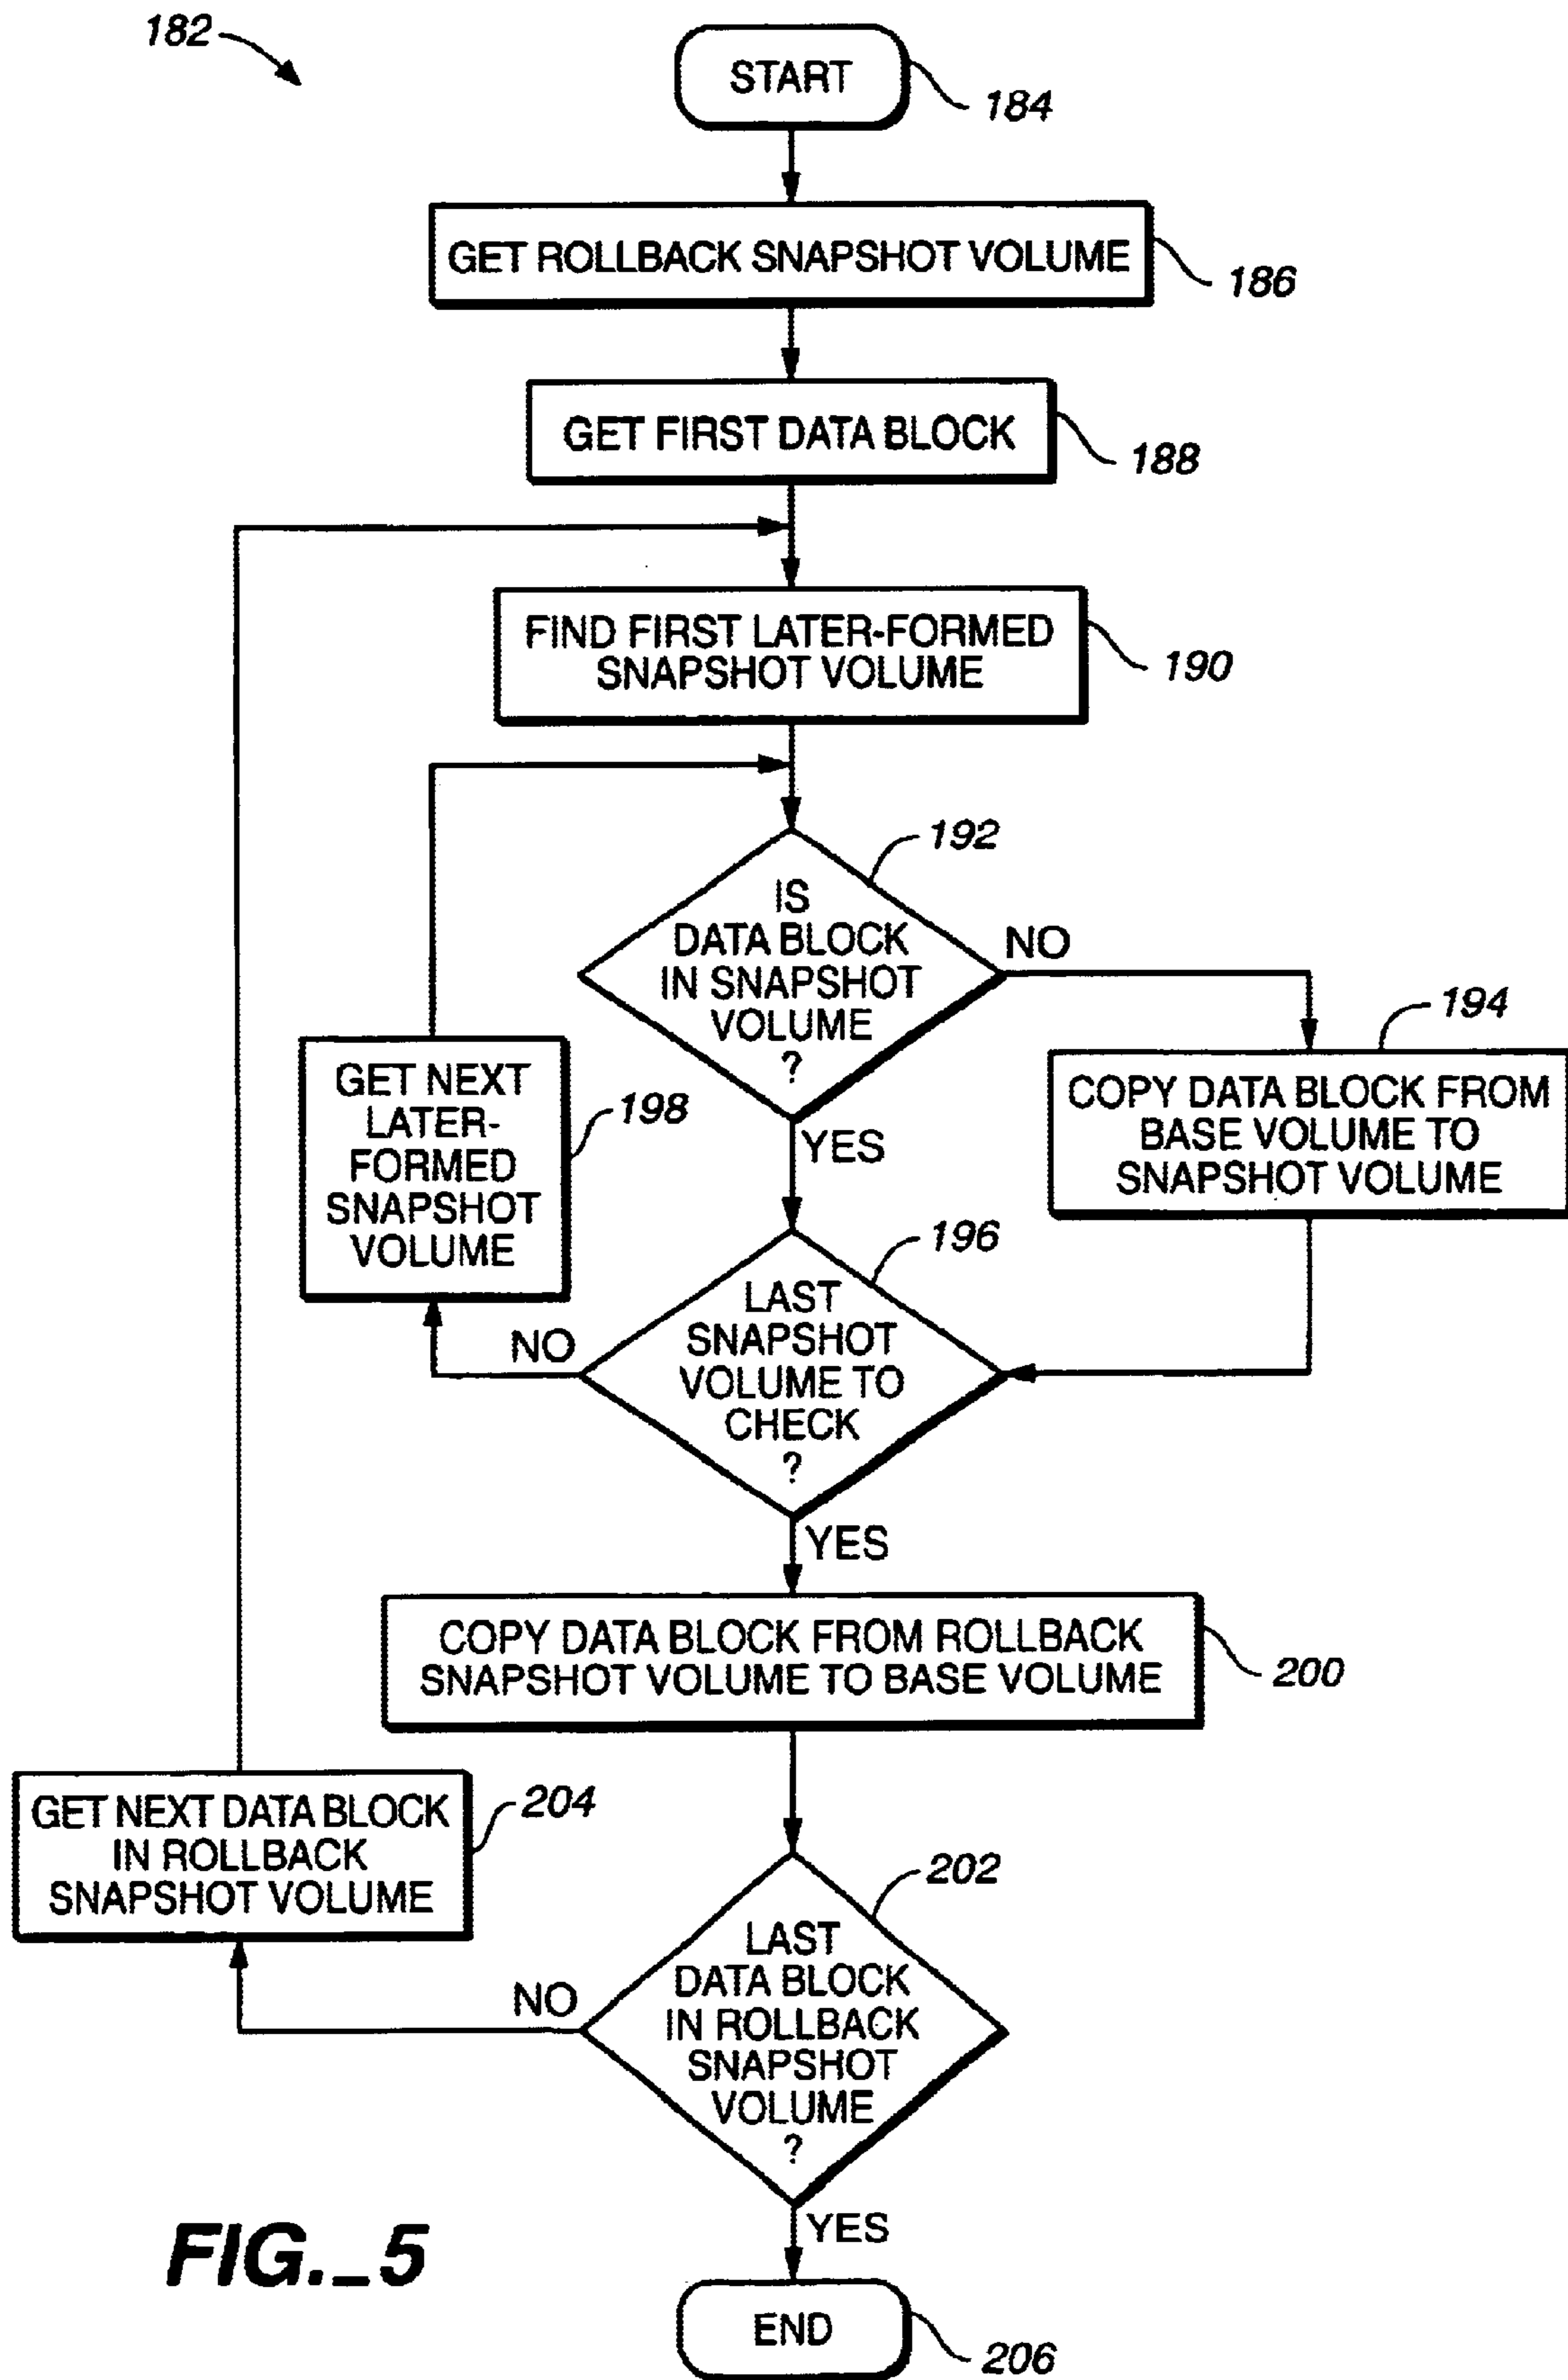 182
START
184
GET ROLLBACK SNAPSHOT VOLUME
186
GET FIRST DATA BLOCK
188
FIND FIRST LATER-FORMED
SNAPSHOT VOLUME
190
192
IS
DATA BLOCK
IN SNAPSHOT
VOLUME
?
NO
YES
194
COPY DATA BLOCK FROM
BASE VOLUME TO
SNAPSHOT VOLUME
GET NEXT
LATER-
FORMED
SNAPSHOT
VOLUME
198
196
LAST
SNAPSHOT
VOLUME TO
CHECK
?
NO
YES
COPY DATA BLOCK FROM ROLLBACK
SNAPSHOT VOLUME TO BASE VOLUME
200
GET NEXT DATA BLOCK
IN ROLLBACK
SNAPSHOT VOLUME
204
202
LAST
DATA BLOCK
IN ROLLBACK
SNAPSHOT
VOLUME
?
NO
YES
END
206
FIG._5